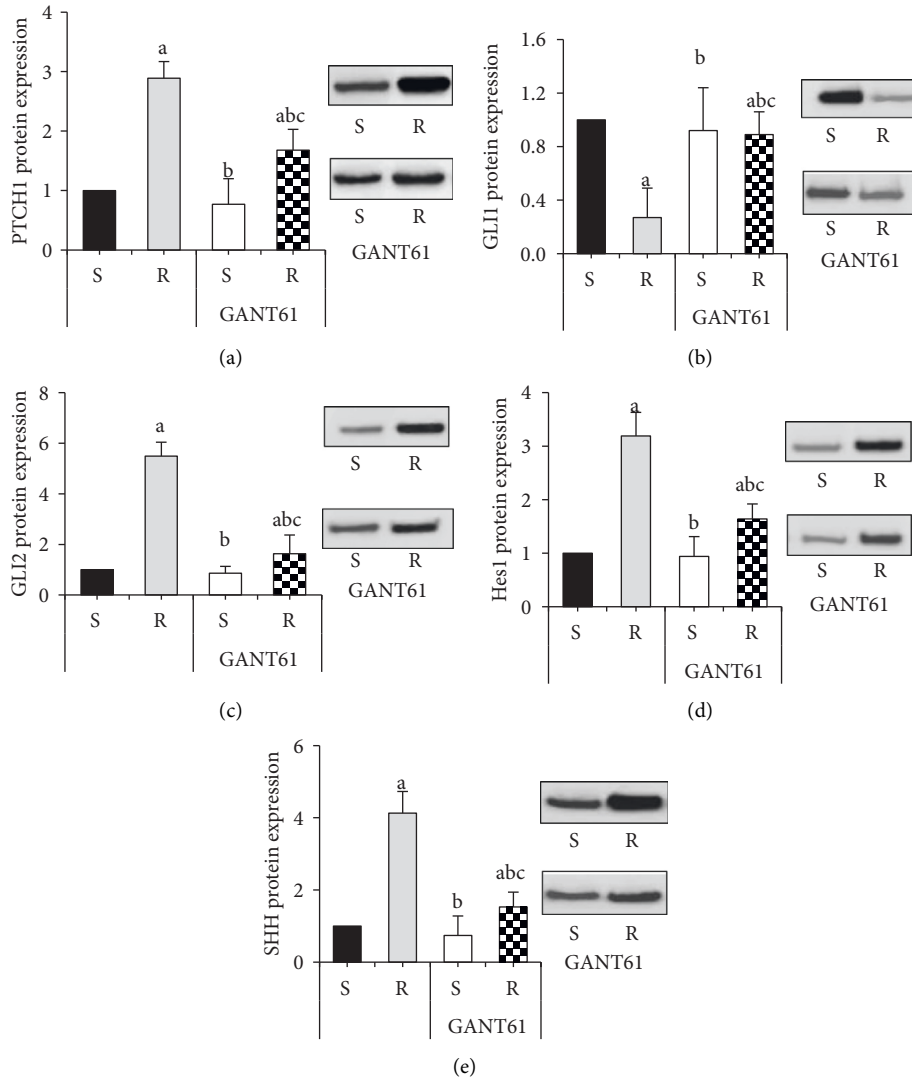 PTCH1 protein expression
4
3
2
1
0
a
b
abc
S
R
S
R
GANT61
S R
S R
GANT61
(a)
GLI1 protein expression
1.6
1.2
0.8
0.4
0.0
a
b
abc
S
R
S
R
GANT61
S R
S R
GANT61
(b)
GLI2 protein expression
8
6
4
2
0
a
b
abc
S
R
S
R
GANT61
S R
S R
GANT61
(c)
Hes1 protein expression
4
3
2
1
0
a
b
abc
S
R
S
R
GANT61
S R
S R
GANT61
(d)
SHH protein expression
6
4
2
0
a
b
abc
S
R
S
R
GANT61
S R
S R
GANT61
(e)